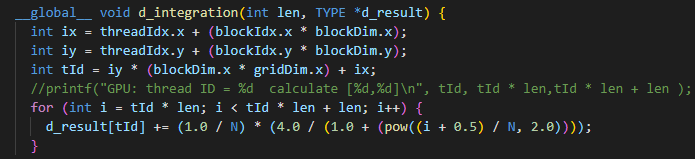 __global__ void d_integration(int len, TYPE *d_result) {
int ix = threadIdx.x + (blockIdx.x * blockDim.x);
int iy = threadIdx.y + (blockIdx.y * blockDim.y);
int tId = iy * (blockDim.x * gridDim.x) + ix;
//printf("GPU: thread ID = %d  calculate [%d,%d]\n", tId, tId * len,tId * len + len );
for (int i = tId * len; i < tId * len + len; i++) {
d_result[tId] += (1.0 / N) * (4.0 / (1.0 + (pow((i + 0.5) / N, 2.0))));
}